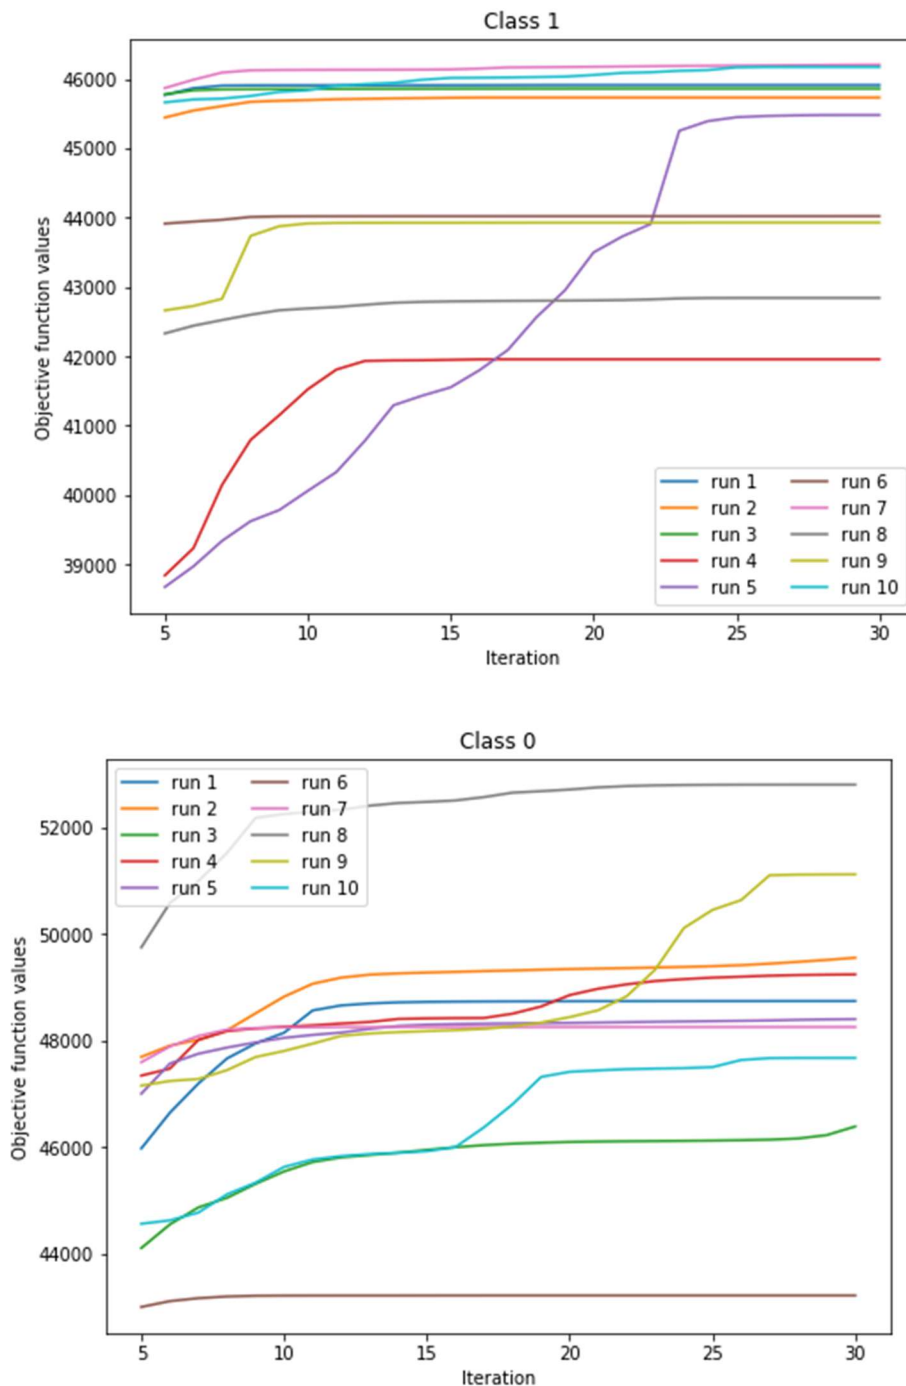 Class 1
Objective function values
46000
45000
44000
43000
42000
41000
40000
39000
run 1 run 6
run 2 run 7
run 3 run 8
run 4 run 9
run 5 run 10
5 10 15 20 25 30
Iteration
Class 0
Objective function values
52000
50000
48000
46000
44000
run 1 run 6
run 2 run 7
run 3 run 8
run 4 run 9
run 5 run 10
5 10 15 20 25 30
Iteration